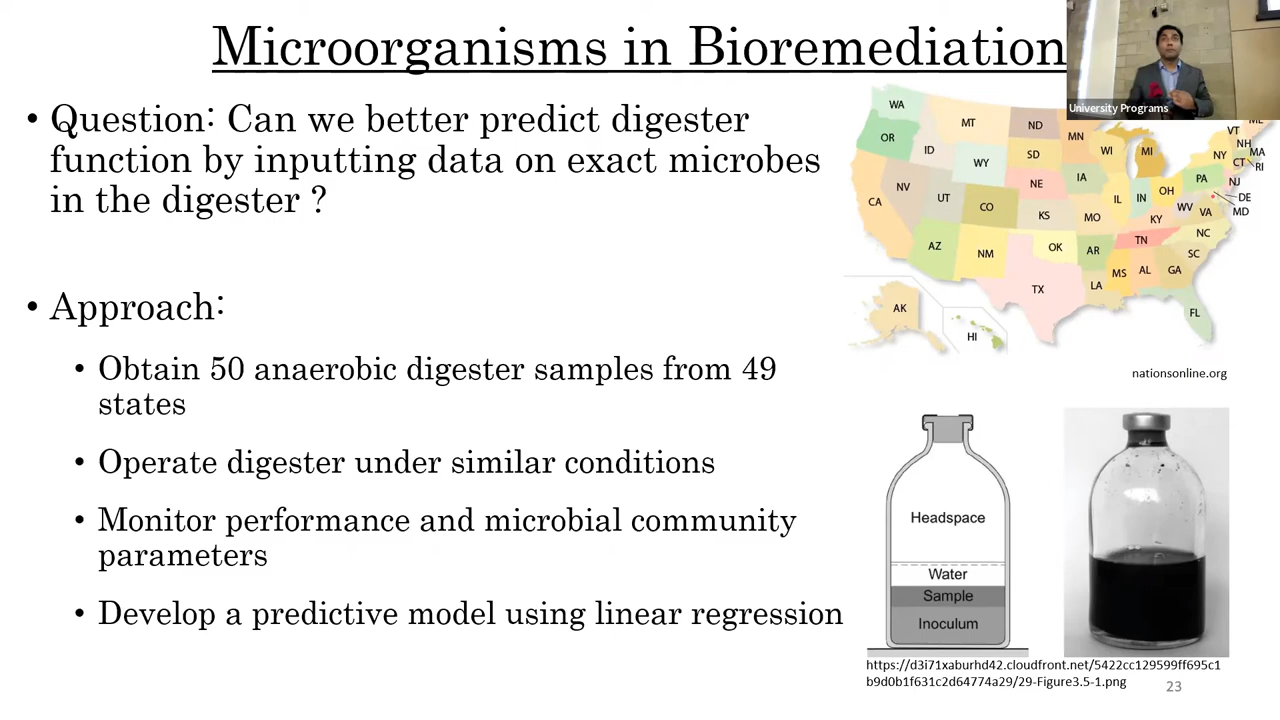 Microorganisms in Bioremediation
• Question: Can we better predict digester
function by inputting data on exact microbes
in the digester ?
• Approach:
• Obtain 50 anaerobic digester samples from 49
states
• Operate digester under similar conditions
• Monitor performance and microbial community
parameters
• Develop a predictive model using linear regression
University Programs
WA
OR
CA
ID
NV
MT
WY
UT
AZ
CO
NM
ND
SD
NE
KS
OK
TX
MN
IA
MO
AR
LA
WI
IL
MS
MI
IN
KY
TN
AL
OH
WV
GA
FL
SC
NC
VA
PA
NY
VT
NH
MA
CT
RI
NJ
DE
MD
AK
HI
nationsonline.org
Headspace
Water
Sample
Inoculum
https://d3i71xaburhd42.cloudfront.net/5422cc129599ff695c1
b9d0b1f631c2d64774a29/29-Figure3.5-1.png
23